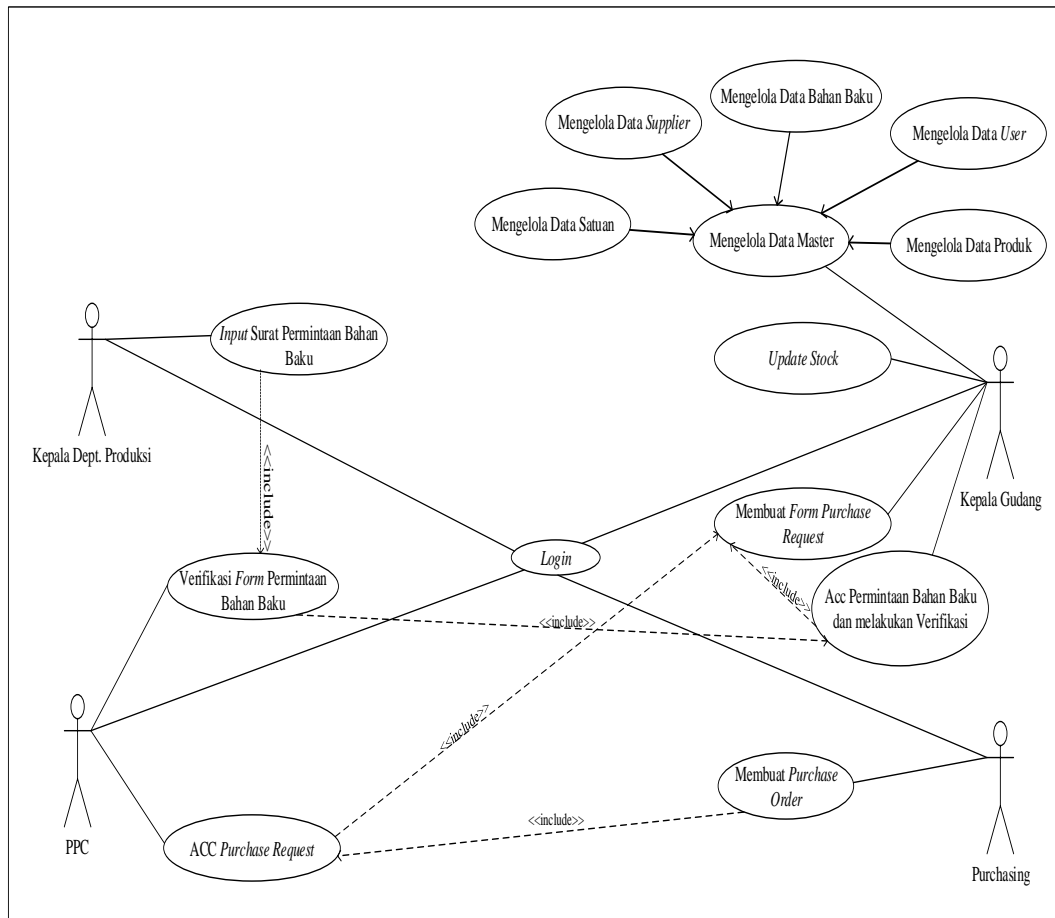 Mengelola Data Bahan Baku
Mengelola Data Supplier
Mengelola Data User
Mengelola Data Satuan
Mengelola Data Master
Mengelola Data Produk
Input Surat Permintaan Bahan
Baku
Update Stock
Kepala Dept. Produksi
Kepala Gudang
<<include>>
Membuat Form Purchase
Request
Login
Verifikasi Form Permintaan
Bahan Baku
<<include>>
Acc Permintaan Bahan Baku
dan melakukan Verifikasi
<<include>>
<<include>>
Membuat Purchase
Order
<<include>>
PPC
ACC Purchase Request
Purchasing